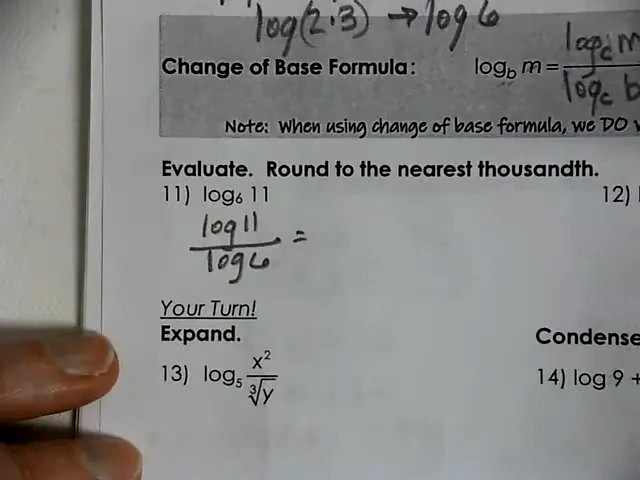 log(2·3) → log 6
Change of Base Formula: log_b m = log_c m / log_c b
Note: When using change of base formula, we DO
Evaluate. Round to the nearest thousandth.
11) log₆ 11 12)
log 11 / log 6 =
Your Turn!
Expand. Condense
13) log₅ x² / ∛y 14) log 9 +